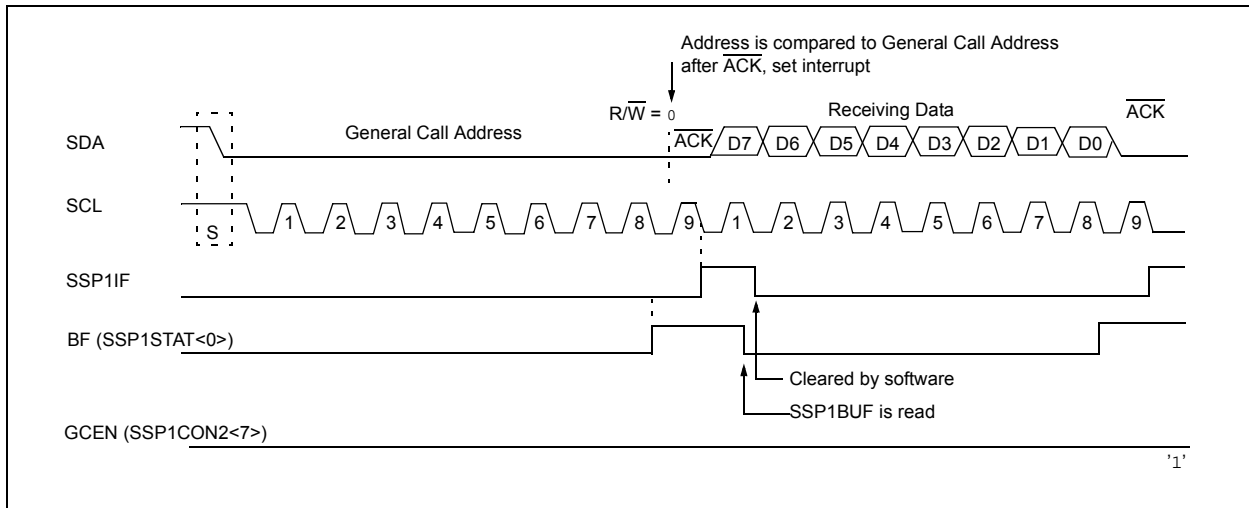 Address is compared to General Call Address
after ACK, set interrupt
R/W = 0
General Call Address
Receiving Data
ACK
SDA
ACK
D7 D6 D5 D4 D3 D2 D1 D0
SCL
S
1 2 3 4 5 6 7 8 9 1 2 3 4 5 6 7 8 9
SSP1IF
BF (SSP1STAT<0>)
Cleared by software
SSP1BUF is read
GCEN (SSP1CON2<7>)
'1'